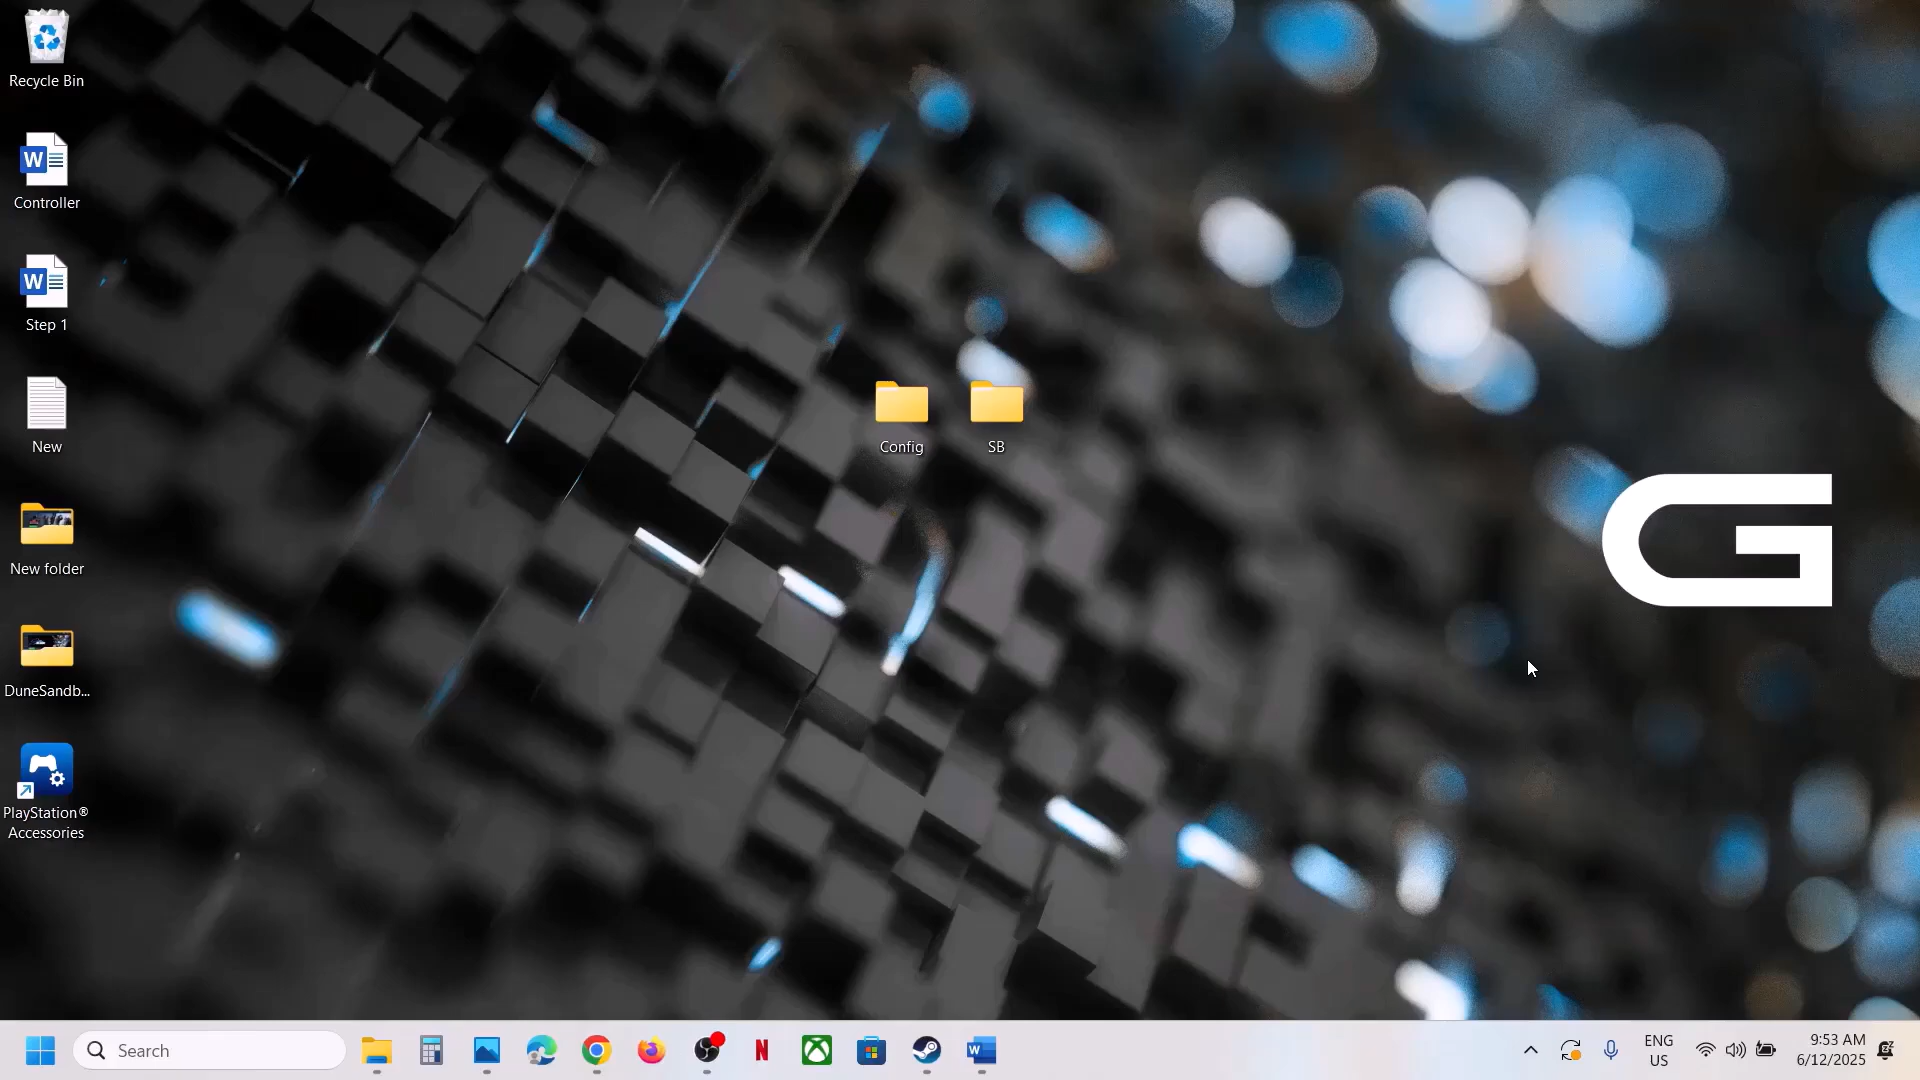 Recycle Bin
Controller
Step 1
New
New folder
DuneSandb...
PlayStation®
Accessories
Config
SB
G
Search
W
N
ENG
US
9:53 AM
6/12/2025